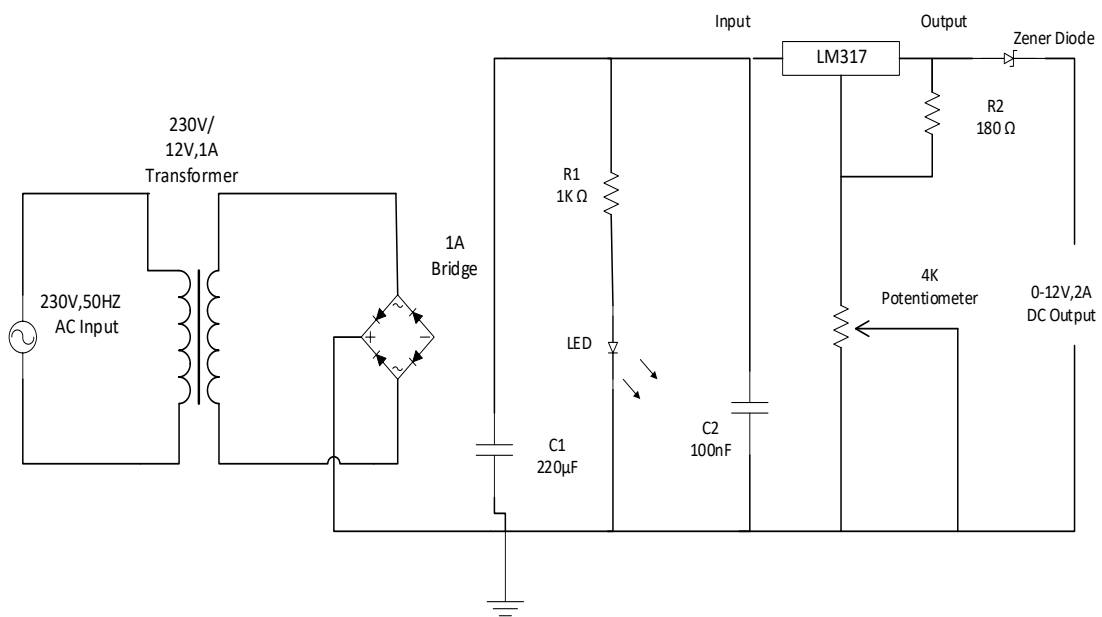 Input
Output
Zener Diode
LM317
230V/
12V,1A
Transformer
R2
180 Ω
R1
1K Ω
1A
Bridge
4K
Potentiometer
230V,50HZ
AC Input
0-12V,2A
DC Output
LED
C1
220µF
C2
100nF